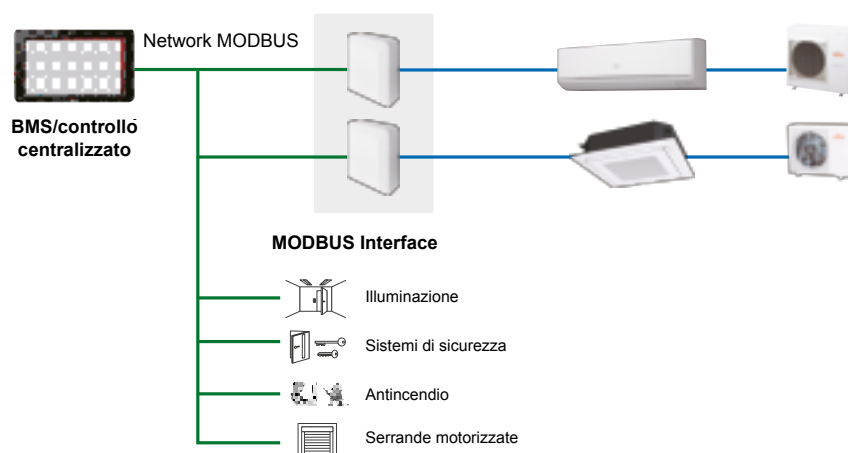 Network MODBUS
BMS/controllo
centralizzato
MODBUS Interface
Illuminazione
Sistemi di sicurezza
Antincendio
Serrande motorizzate